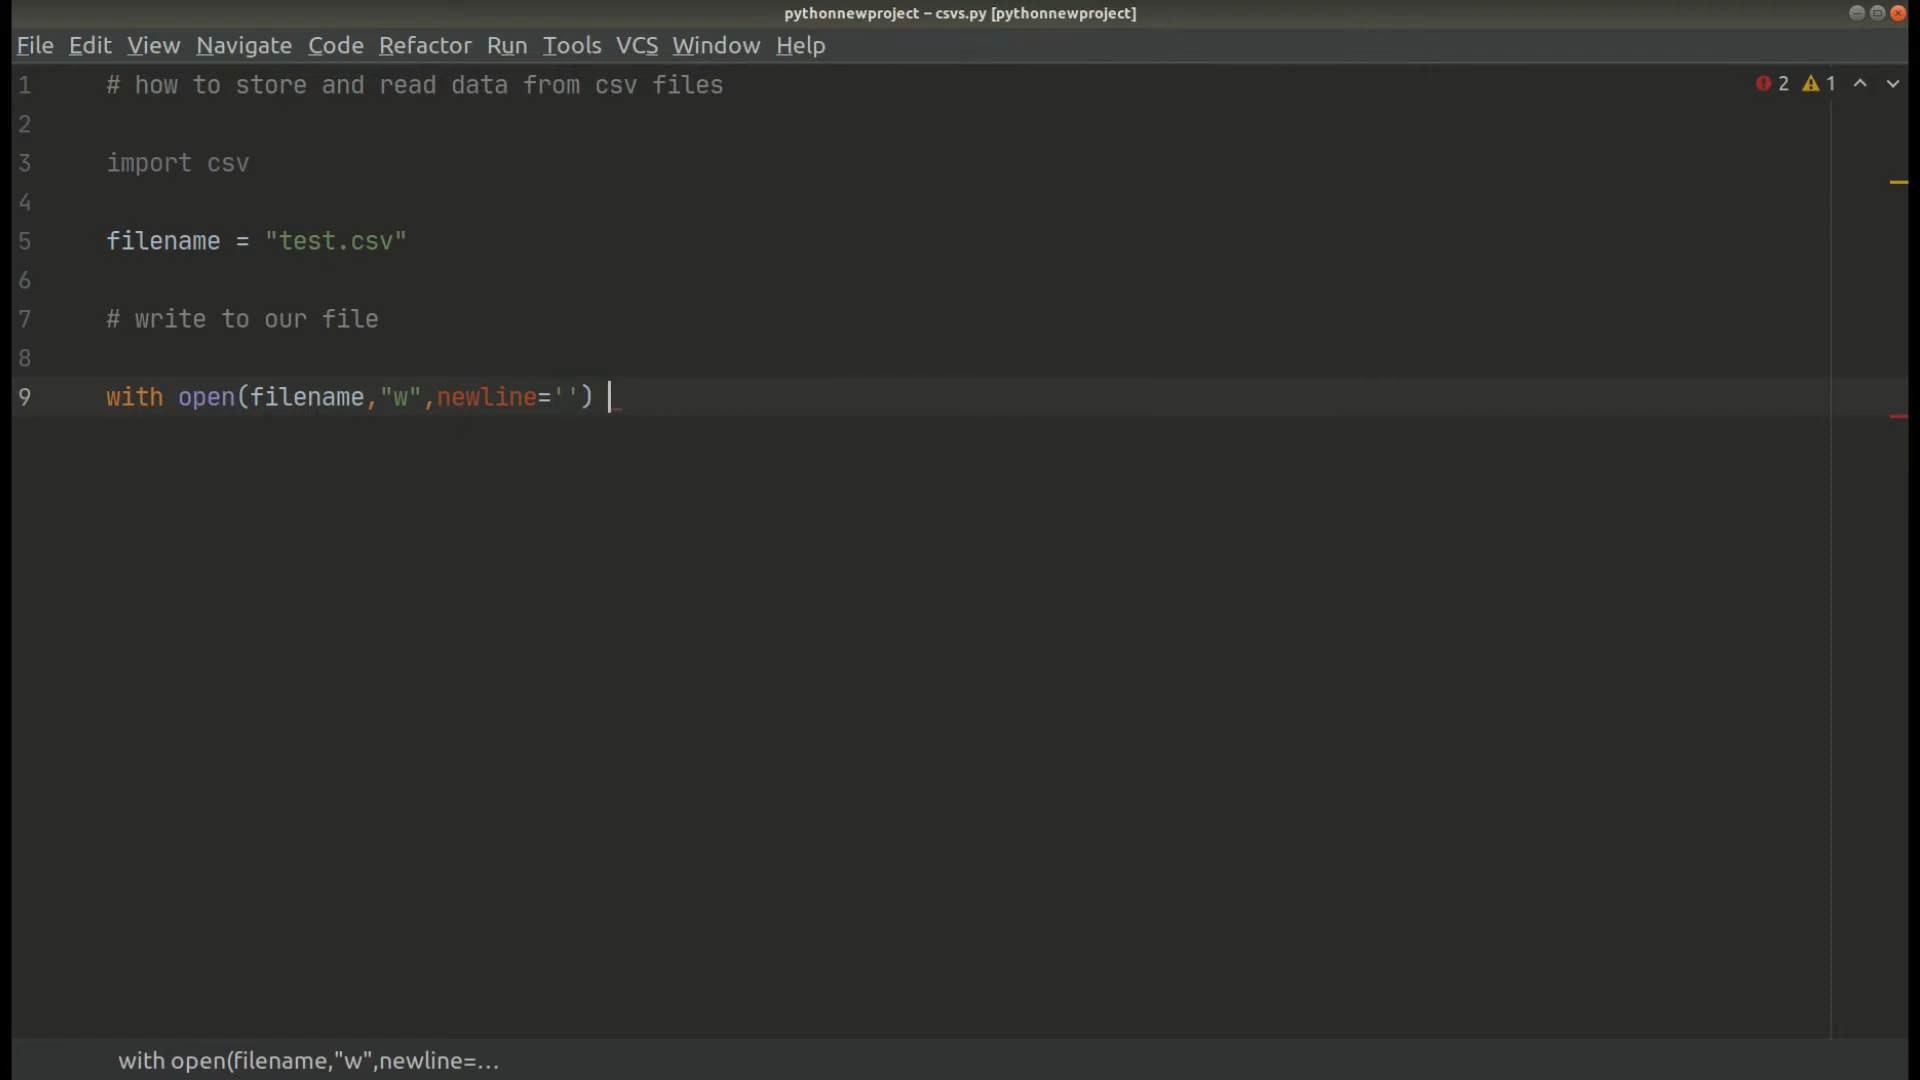 pythonnewproject – csvs.py [pythonnewproject]
File Edit View Navigate Code Refactor Run Tools VCS Window Help
1 # how to store and read data from csv files
2 1
2
3 import csv
4
5 filename = "test.csv"
6
7 # write to our file
8
9 with open(filename,"w",newline='')
with open(filename,"w",newline=...